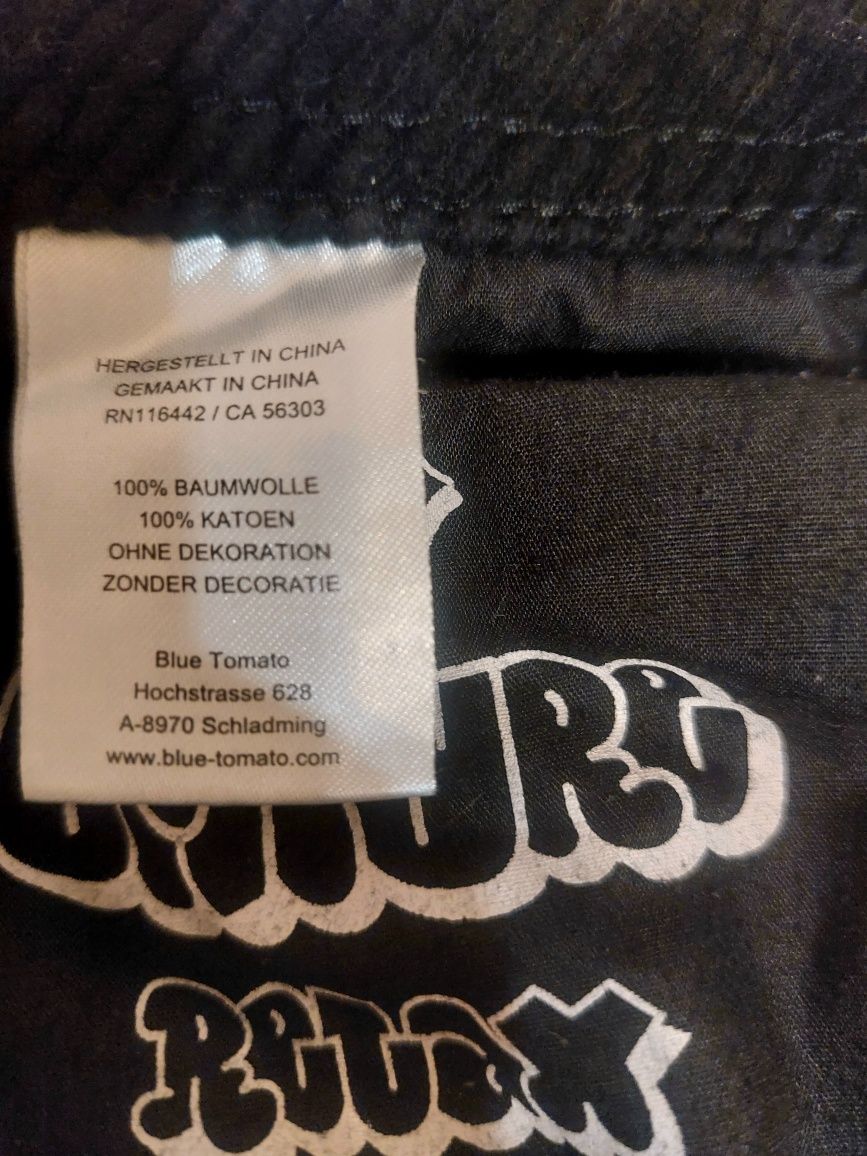 HERGESTELLT IN CHINA
GEMAAKT IN CHINA
RN116442 / CA 56303
100% BAUMWOLLE
100% KATOEN
OHNE DEKORATION
ZONDER DECORATIE
Blue Tomato
Hochstrasse 628
A-8970 Schladming
www.blue-tomato.com
RELAX